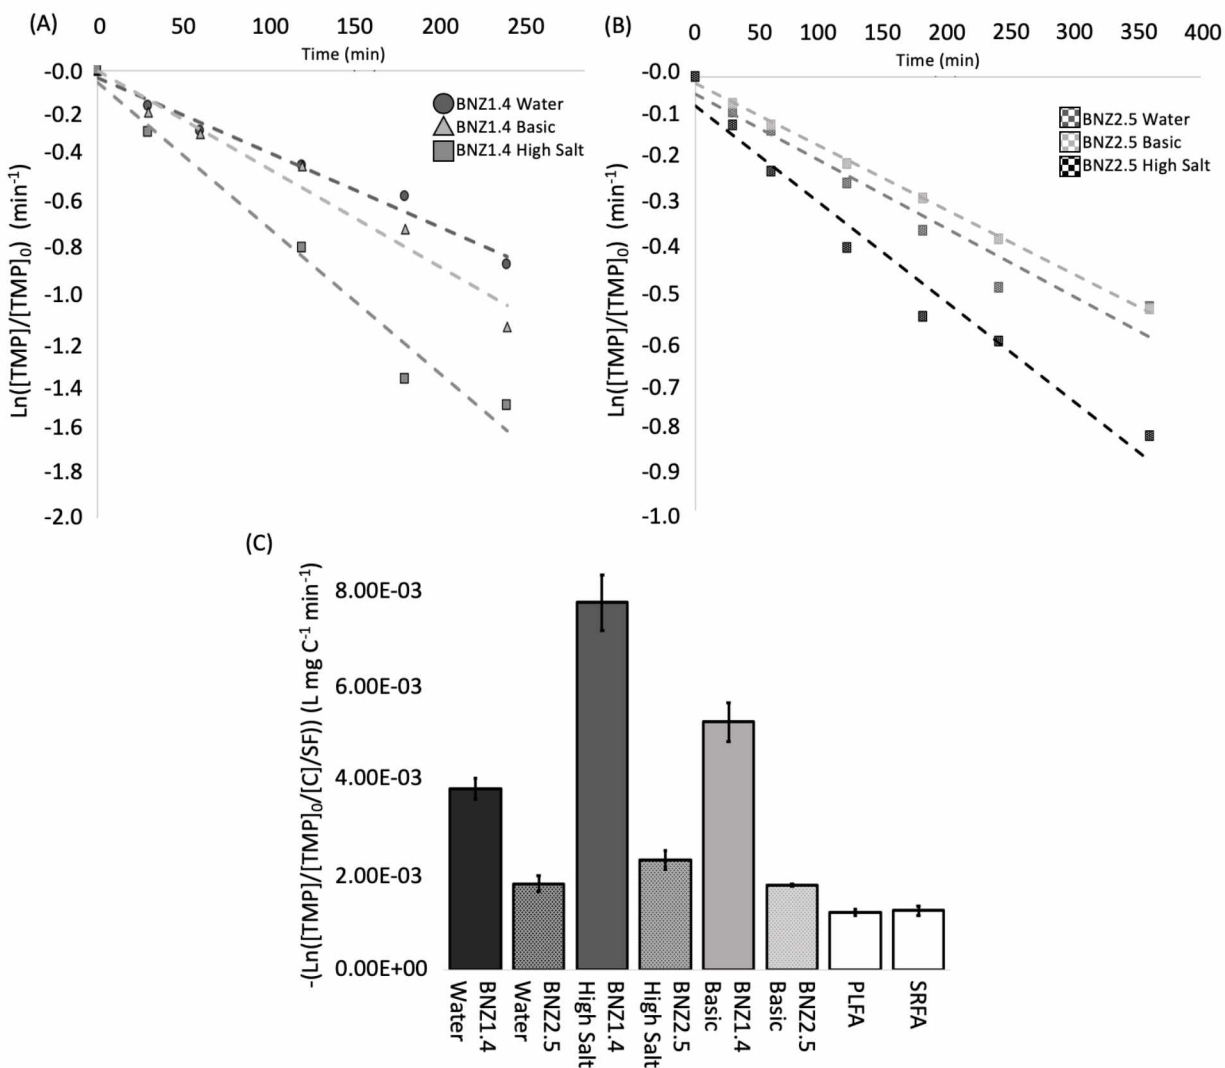 (A)
0 50 100 150 200 250
Time (min)
-0.0
-0.2
-0.4
-0.6
-0.8
-1.0
-1.2
-1.4
-1.6
-1.8
-2.0
Ln([TMP]/[TMP]₀) (min⁻¹)
BNZ1.4 Water
BNZ1.4 Basic
BNZ1.4 High Salt
(B)
0 50 100 150 200 250 300 350 400
Time (min)
-0.0
-0.1
-0.2
-0.3
-0.4
-0.5
-0.6
-0.7
-0.8
-0.9
-1.0
Ln([TMP]/[TMP]₀) (min⁻¹)
BNZ2.5 Water
BNZ2.5 Basic
BNZ2.5 High Salt
(C)
-(Ln([TMP]/[TMP]₀/[C]/SF)) (L mg C⁻¹ min⁻¹)
8.00E-03
6.00E-03
4.00E-03
2.00E-03
0.00E+00
BNZ1.4
Water
BNZ2.5
Water
BNZ1.4
High Salt
BNZ2.5
High Salt
BNZ1.4
Basic
BNZ2.5
Basic
PLFA
SRFA